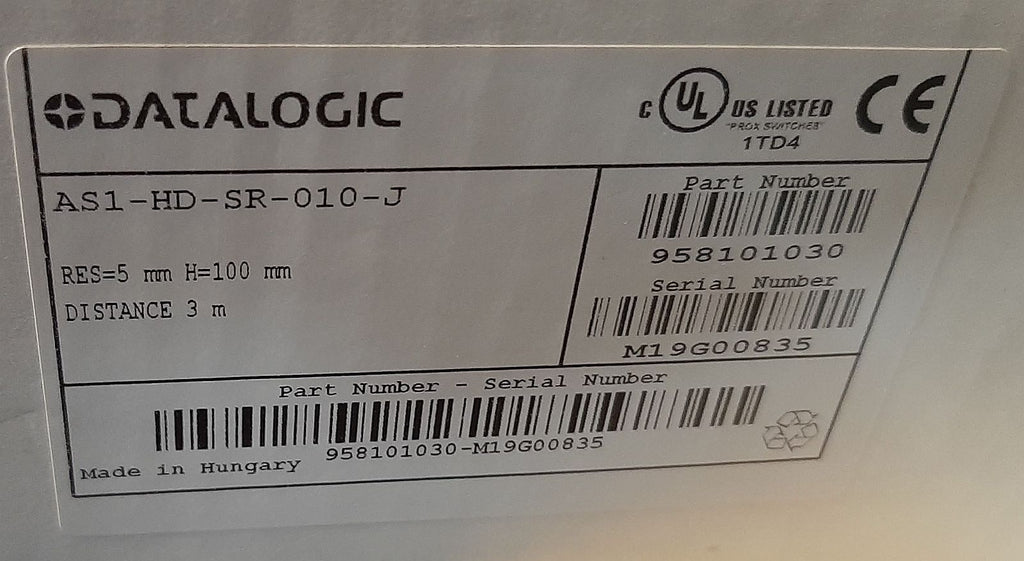 DATALOGIC
C UL US LISTED
"PROX SWITCHES"
1TD4
CE
AS1-HD-SR-010-J
RES=5 mm H=100 mm
DISTANCE 3 m
Part Number
958101030
Serial Number
M19G00835
Part Number - Serial Number
958101030-M19G00835
Made in Hungary